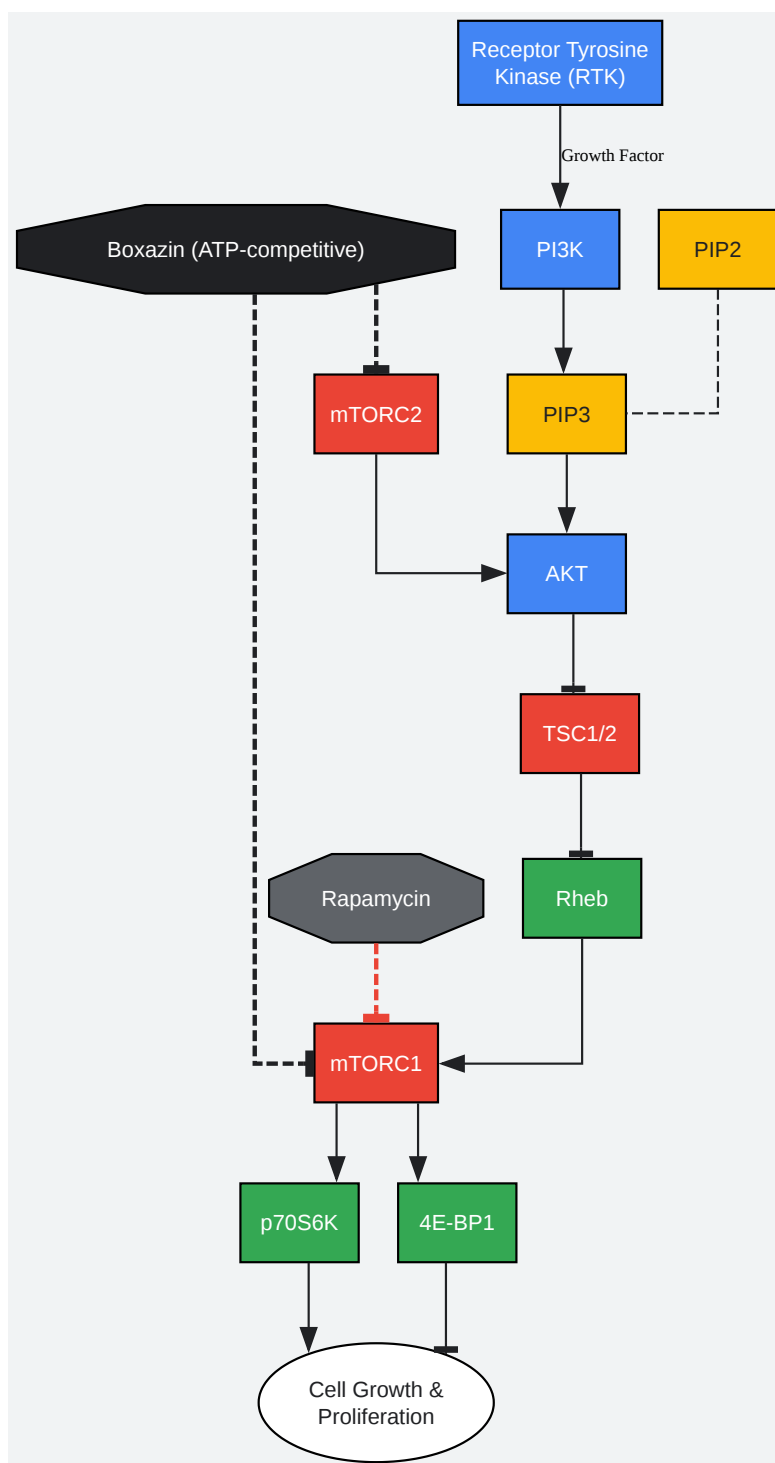 Receptor Tyrosine
Kinase (RTK)
Growth Factor
Boxazin (ATP-competitive)
PI3K
PIP2
mTORC2
PIP3
AKT
TSC1/2
Rapamycin
Rheb
mTORC1
p70S6K
4E-BP1
Cell Growth &
Proliferation